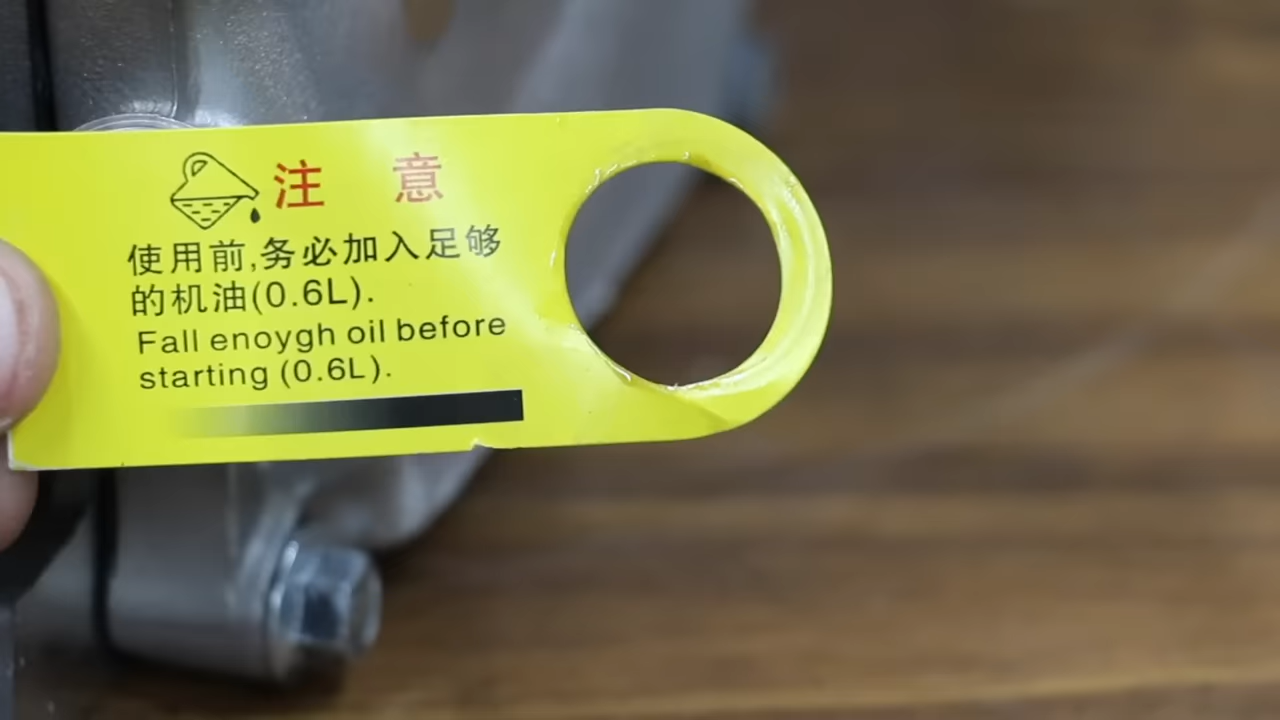 注 意
使用前,务必加入足够
的机油(0.6L).
Fall enoygh oil before
starting (0.6L).